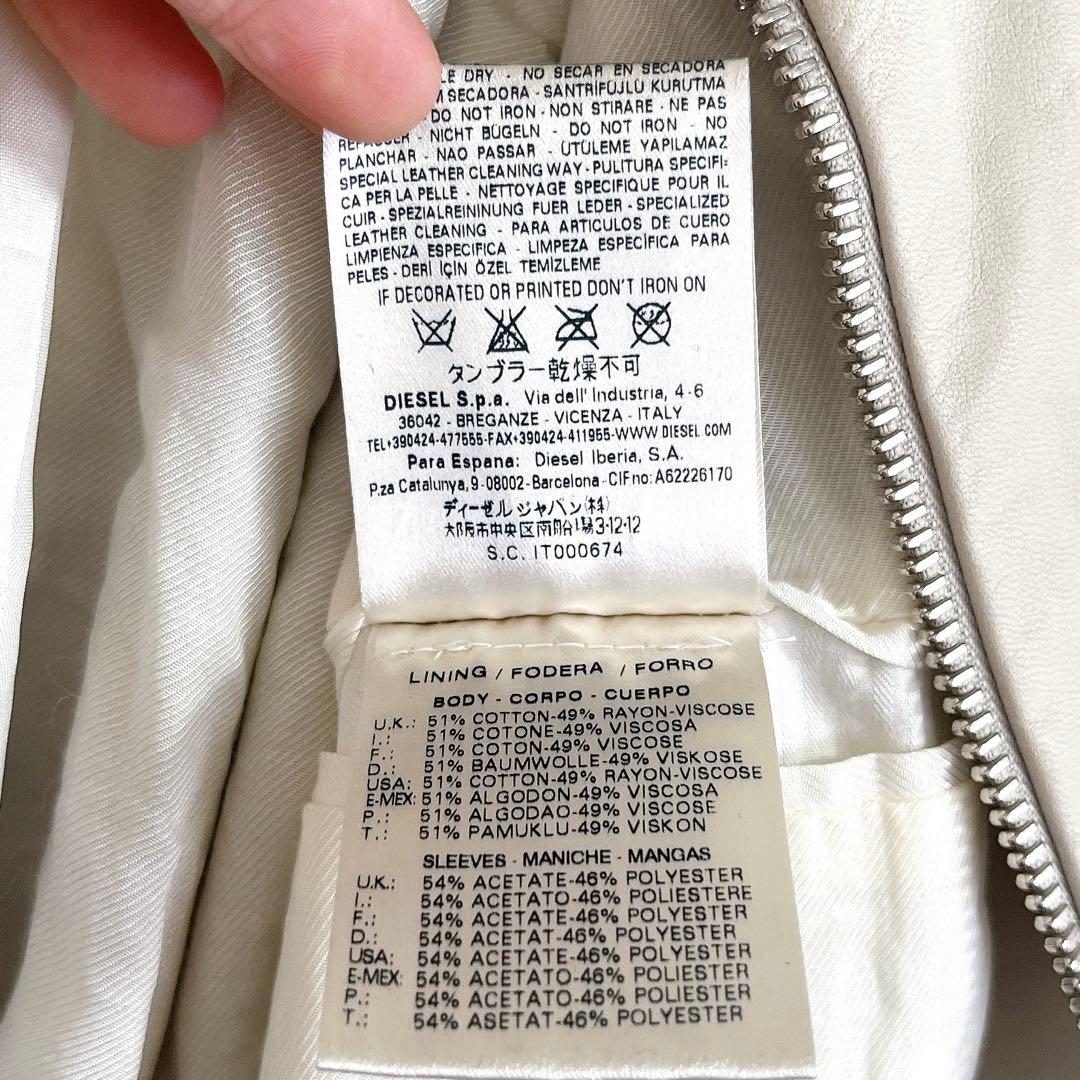 LE DRY - NO SECAR EN SECADORA
M SECADORA - SANTRİFÜJLÜ KURUTMA
DO NOT IRON - NON STIRARE - NE PAS
REPASSER - NICHT BÜGELN - DO NOT IRON - NO
PLANCHAR - NAO PASSAR - ÜTÜLEME YAPILAMAZ
SPECIAL LEATHER CLEANING WAY - PULITURA SPECIFI-
CA PER LA PELLE - NETTOYAGE SPECIFIQUE POUR IL
CUIR - SPEZIALREININUNG FUER LEDER - SPECIALIZED
LEATHER CLEANING - PARA ARTICULOS DE CUERO
LIMPIENZA ESPECIFICA - LIMPEZA ESPECÍFICA PARA
PELES - DERİ İÇİN ÖZEL TEMİZLEME
IF DECORATED OR PRINTED DON'T IRON ON
タンブラー乾燥不可
DIESEL S.p.a. Via dell' Industria, 4-6
36042 - BREGANZE - VICENZA - ITALY
TEL+390424-477555-FAX+390424-411955-WWW.DIESEL.COM
Para Espana: Diesel Iberia, S.A.
P.za Catalunya,9-08002-Barcelona-CIF no: A62226170
ディーゼルジャパン(株)
大阪市中央区南船場3-12-12
S.C. IT000674
LINING / FODERA / FORRO
BODY - CORPO - CUERPO
U.K.: 51% COTTON-49% RAYON-VISCOSE
I.: 51% COTONE-49% VISCOSA
F.: 51% COTON-49% VISCOSE
D.: 51% BAUMWOLLE-49% VISKOSE
USA: 51% COTTON-49% RAYON-VISCOSE
E-MEX: 51% ALGODON-49% VISCOSA
P.: 51% ALGODAO-49% VISCOSE
T.: 51% PAMUKLU-49% VISKON
SLEEVES - MANICHE - MANGAS
U.K.: 54% ACETATE-46% POLYESTER
I.: 54% ACETATO-46% POLIESTERE
F.: 54% ACETATE-46% POLYESTER
D.: 54% ACETAT-46% POLYESTER
USA: 54% ACETATE-46% POLYESTER
E-MEX: 54% ACETATO-46% POLIESTER
P.: 54% ACETATO-46% POLIESTER
T.: 54% ASETAT-46% POLYESTER